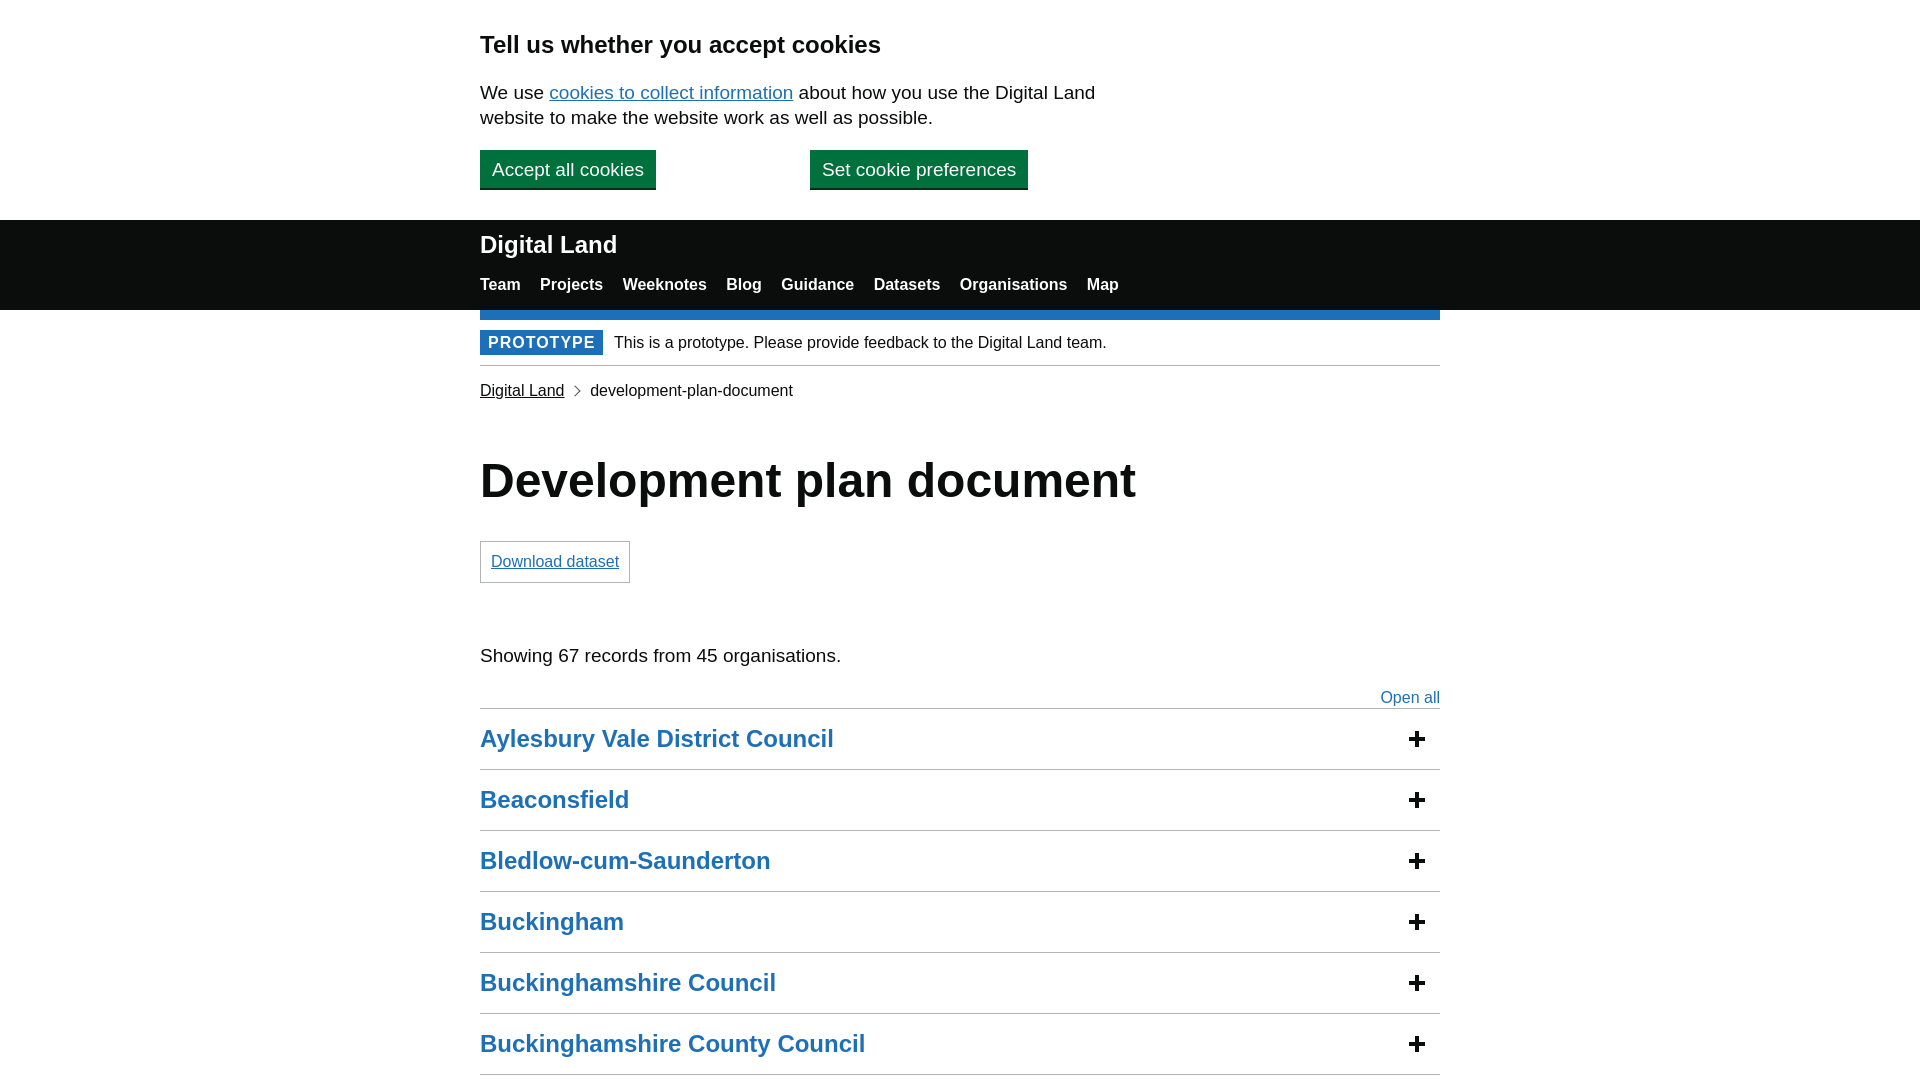 Tell us whether you accept cookies
We use cookies to collect information about how you use the Digital Land
website to make the website work as well as possible.
Accept all cookies Set cookie preferences
Digital Land
Team Projects Weeknotes Blog Guidance Datasets Organisations Map
PROTOTYPE This is a prototype. Please provide feedback to the Digital Land team.
Digital Land development-plan-document
Development plan document
Download dataset
Showing 67 records from 45 organisations.
Open all
Aylesbury Vale District Council
Beaconsfield
Bledlow-cum-Saunderton
Buckingham
Buckinghamshire Council
Buckinghamshire County Council